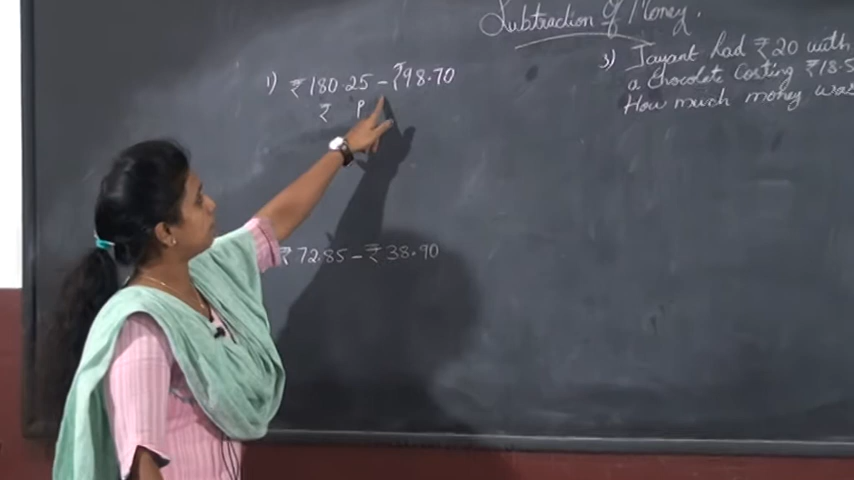 Subtraction of Money.
1) ₹180.25 - ₹98.70
₹ P
₹72.85 - ₹38.90
3) Jayant had ₹20 with
a Chocolate Costing ₹18.5
How much money was